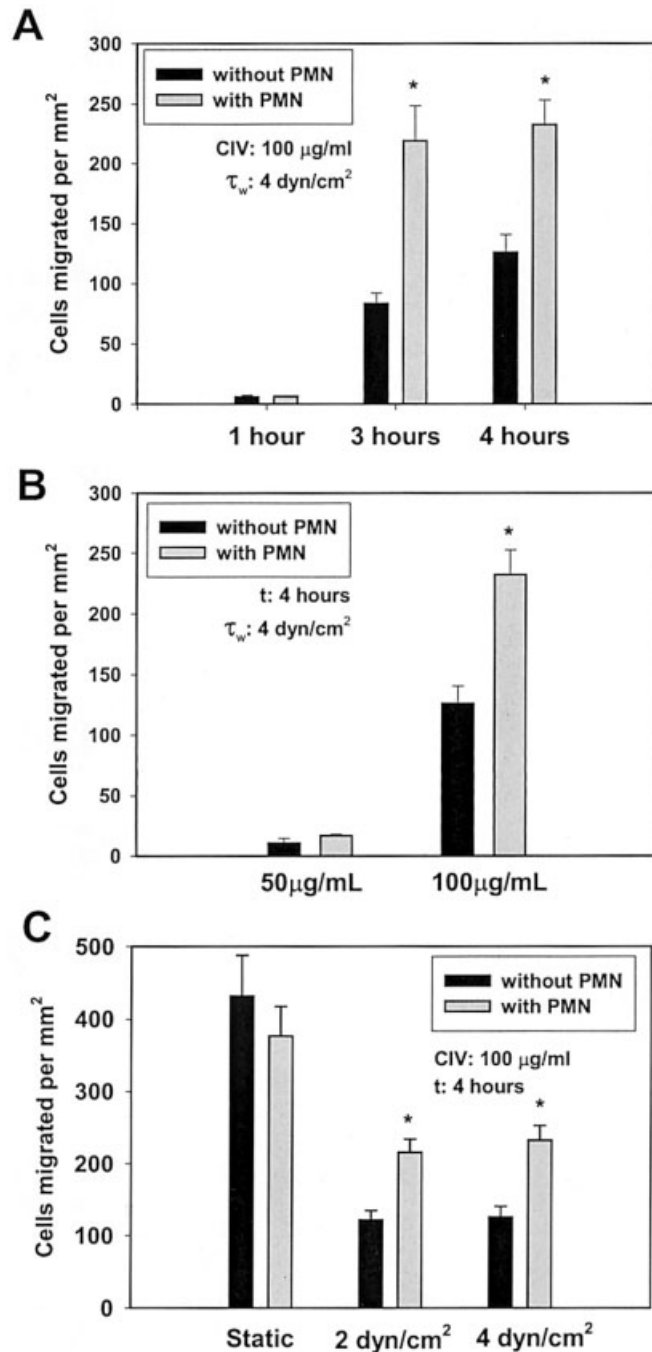 A
300
250
200
150
100
50
0
Cells migrated per mm²
without PMN
with PMN
CIV: 100 μg/ml
τw: 4 dyn/cm²
*
*
1 hour
3 hours
4 hours
B
300
250
200
150
100
50
0
Cells migrated per mm²
without PMN
with PMN
t: 4 hours
τw: 4 dyn/cm²
*
50μg/mL
100μg/mL
C
500
400
300
200
100
0
Cells migrated per mm²
without PMN
with PMN
CIV: 100 μg/ml
t: 4 hours
*
*
Static
2 dyn/cm²
4 dyn/cm²